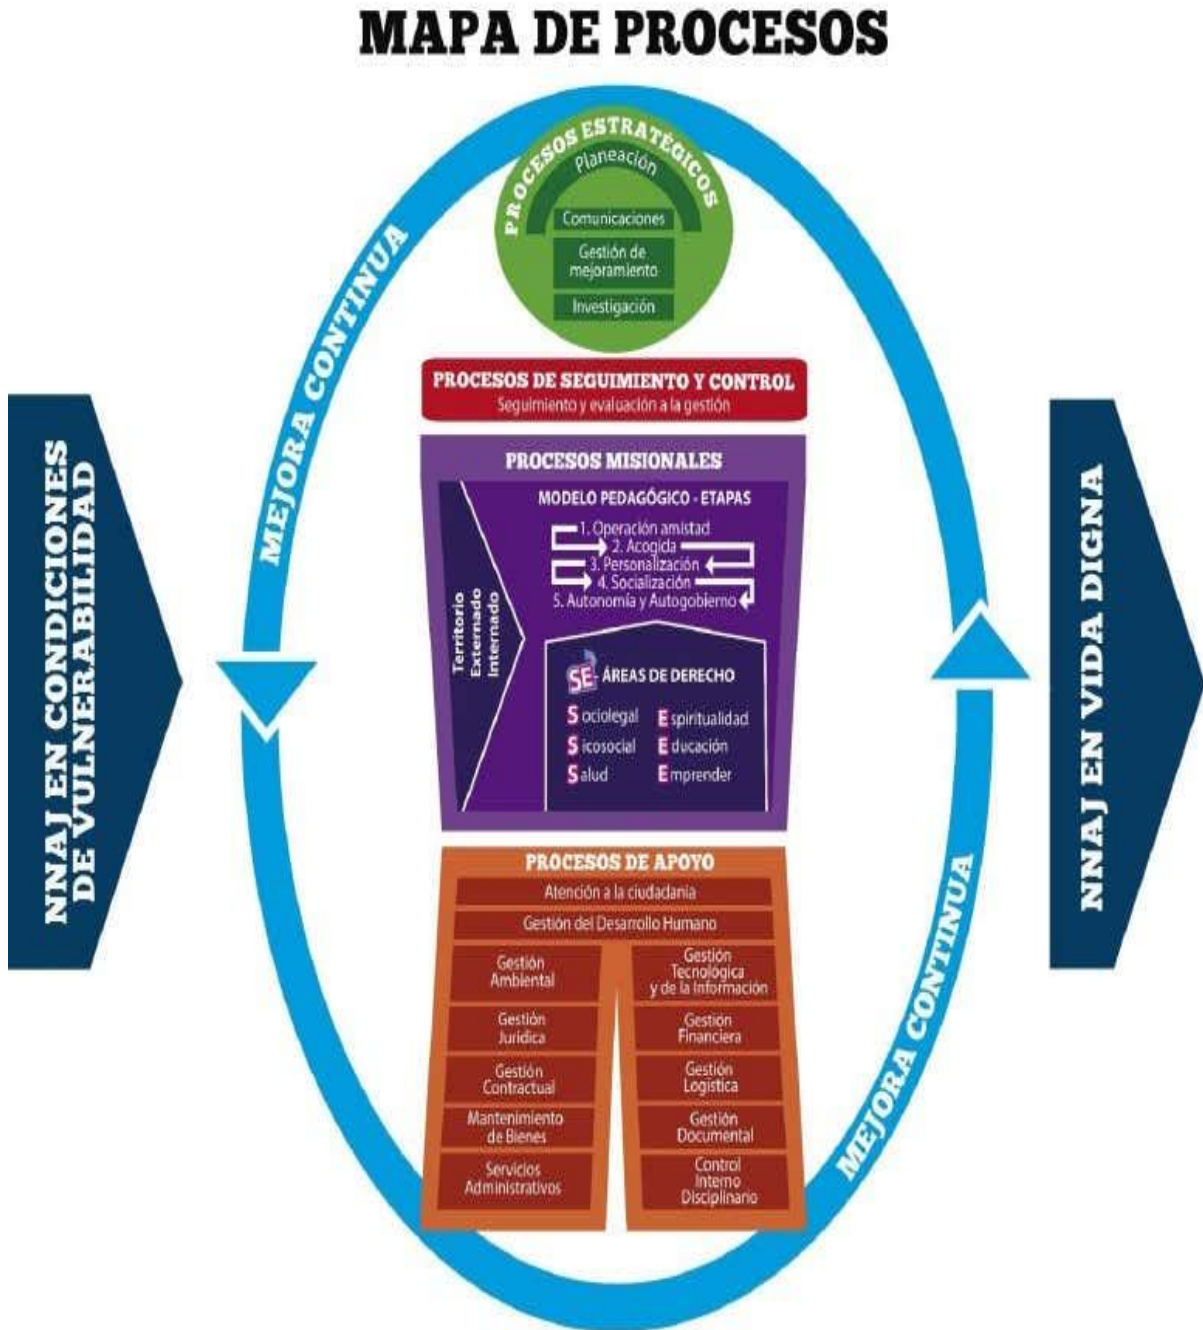 MAPA DE PROCESOS
NNAJ EN CONDICIONES
DE VULNERABILIDAD
MEJORA CONTINUA
PROCESOS ESTRATÉGICOS
Planeación
Comunicaciones
Gestión de
mejoramiento
Investigación
PROCESOS DE SEGUIMIENTO Y CONTROL
Seguimiento y evaluación a la gestión
PROCESOS MISIONALES
MODELO PEDAGÓGICO - ETAPAS
1. Operación amistad
2. Acogida
3. Personalización
4. Socialización
5. Autonomía y Autogobierno
Territorio
Externado
Internado
SE ÁREAS DE DERECHO
Sociolegal
Sicosocial
Salud
Espiritualidad
Educación
Emprender
PROCESOS DE APOYO
Atención a la ciudadanía
Gestión del Desarrollo Humano
Gestión
Ambiental
Gestión
Jurídica
Gestión
Contractual
Mantenimiento
de Bienes
Servicios
Administrativos
Gestión
Tecnológica
y de la Información
Gestión
Financiera
Gestión
Logística
Gestión
Documental
Control
Interno
Disciplinario
MEJORA CONTINUA
NNAJ EN VIDA DIGNA